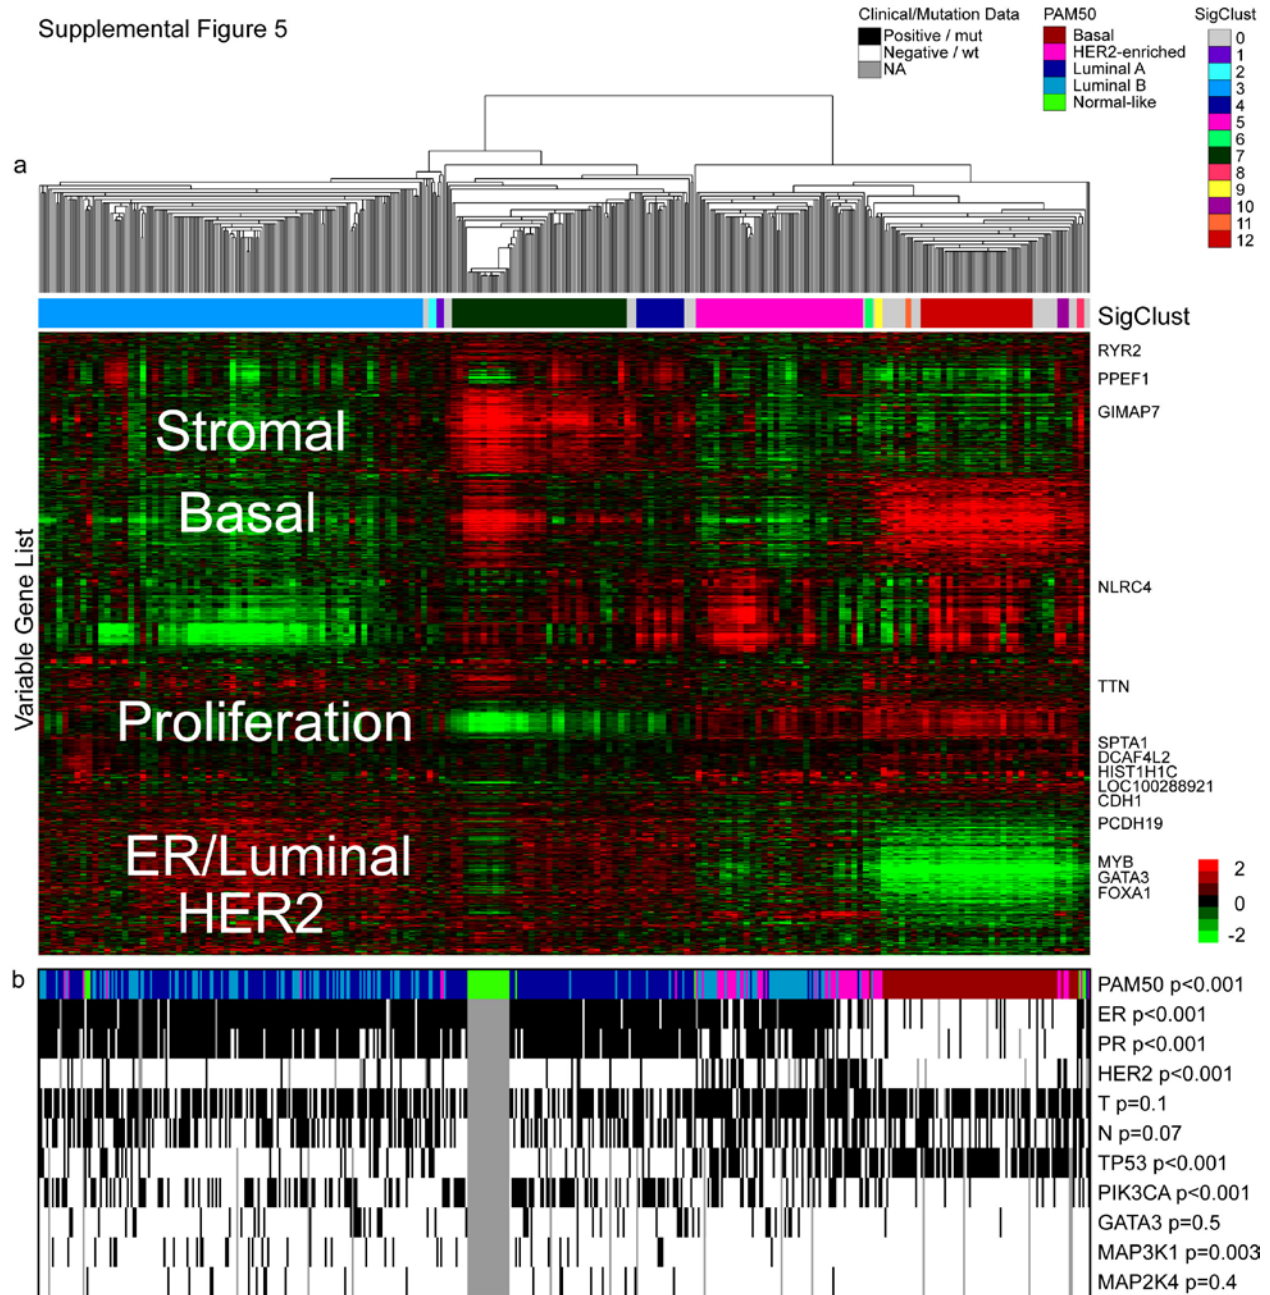 Supplemental Figure 5
Clinical/Mutation Data
Positive / mut
Negative / wt
NA
PAM50
Basal
HER2-enriched
Luminal A
Luminal B
Normal-like
SigClust
0
1
2
3
4
5
6
7
8
9
10
11
12
a
SigClust
Variable Gene List
Stromal
Basal
Proliferation
ER/Luminal
HER2
RYR2
PPEF1
GIMAP7
NLRC4
TTN
SPTA1
DCAF4L2
HIST1H1C
LOC100288921
CDH1
PCDH19
MYB
GATA3
FOXA1
2
0
-2
b
PAM50 p<0.001
ER p<0.001
PR p<0.001
HER2 p<0.001
T p=0.1
N p=0.07
TP53 p<0.001
PIK3CA p<0.001
GATA3 p=0.5
MAP3K1 p=0.003
MAP2K4 p=0.4